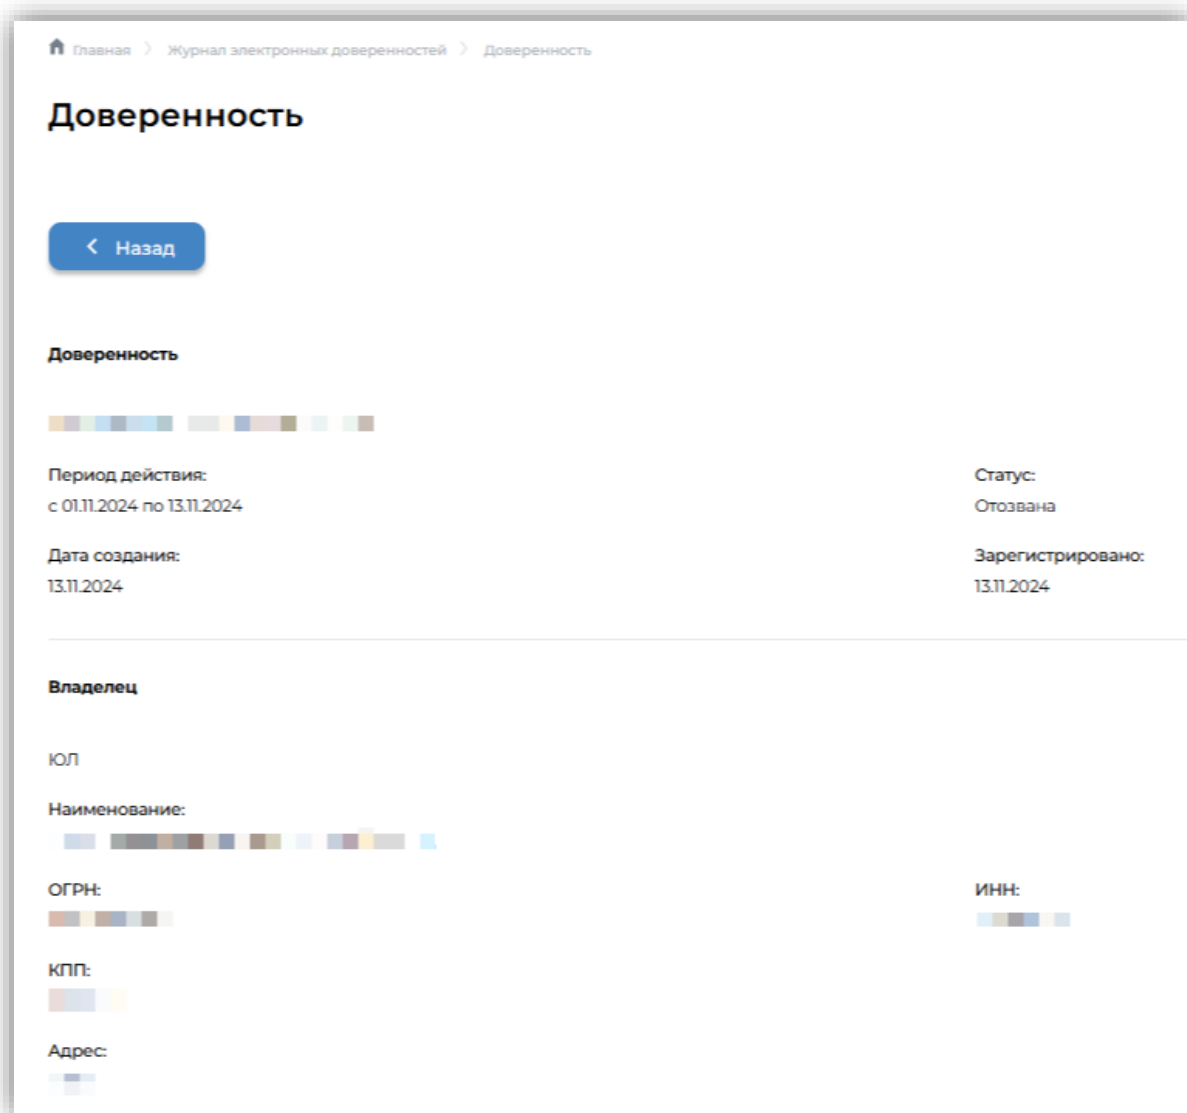 Главная > Журнал электронных доверенностей > Доверенность
Доверенность
< Назад
Доверенность
Период действия:
Статус:
с 01.11.2024 по 13.11.2024
Отозвана
Дата создания:
Зарегистрировано:
13.11.2024
13.11.2024
Владелец
ЮЛ
Наименование:
ОГРН:
ИНН:
КПП:
Адрес: